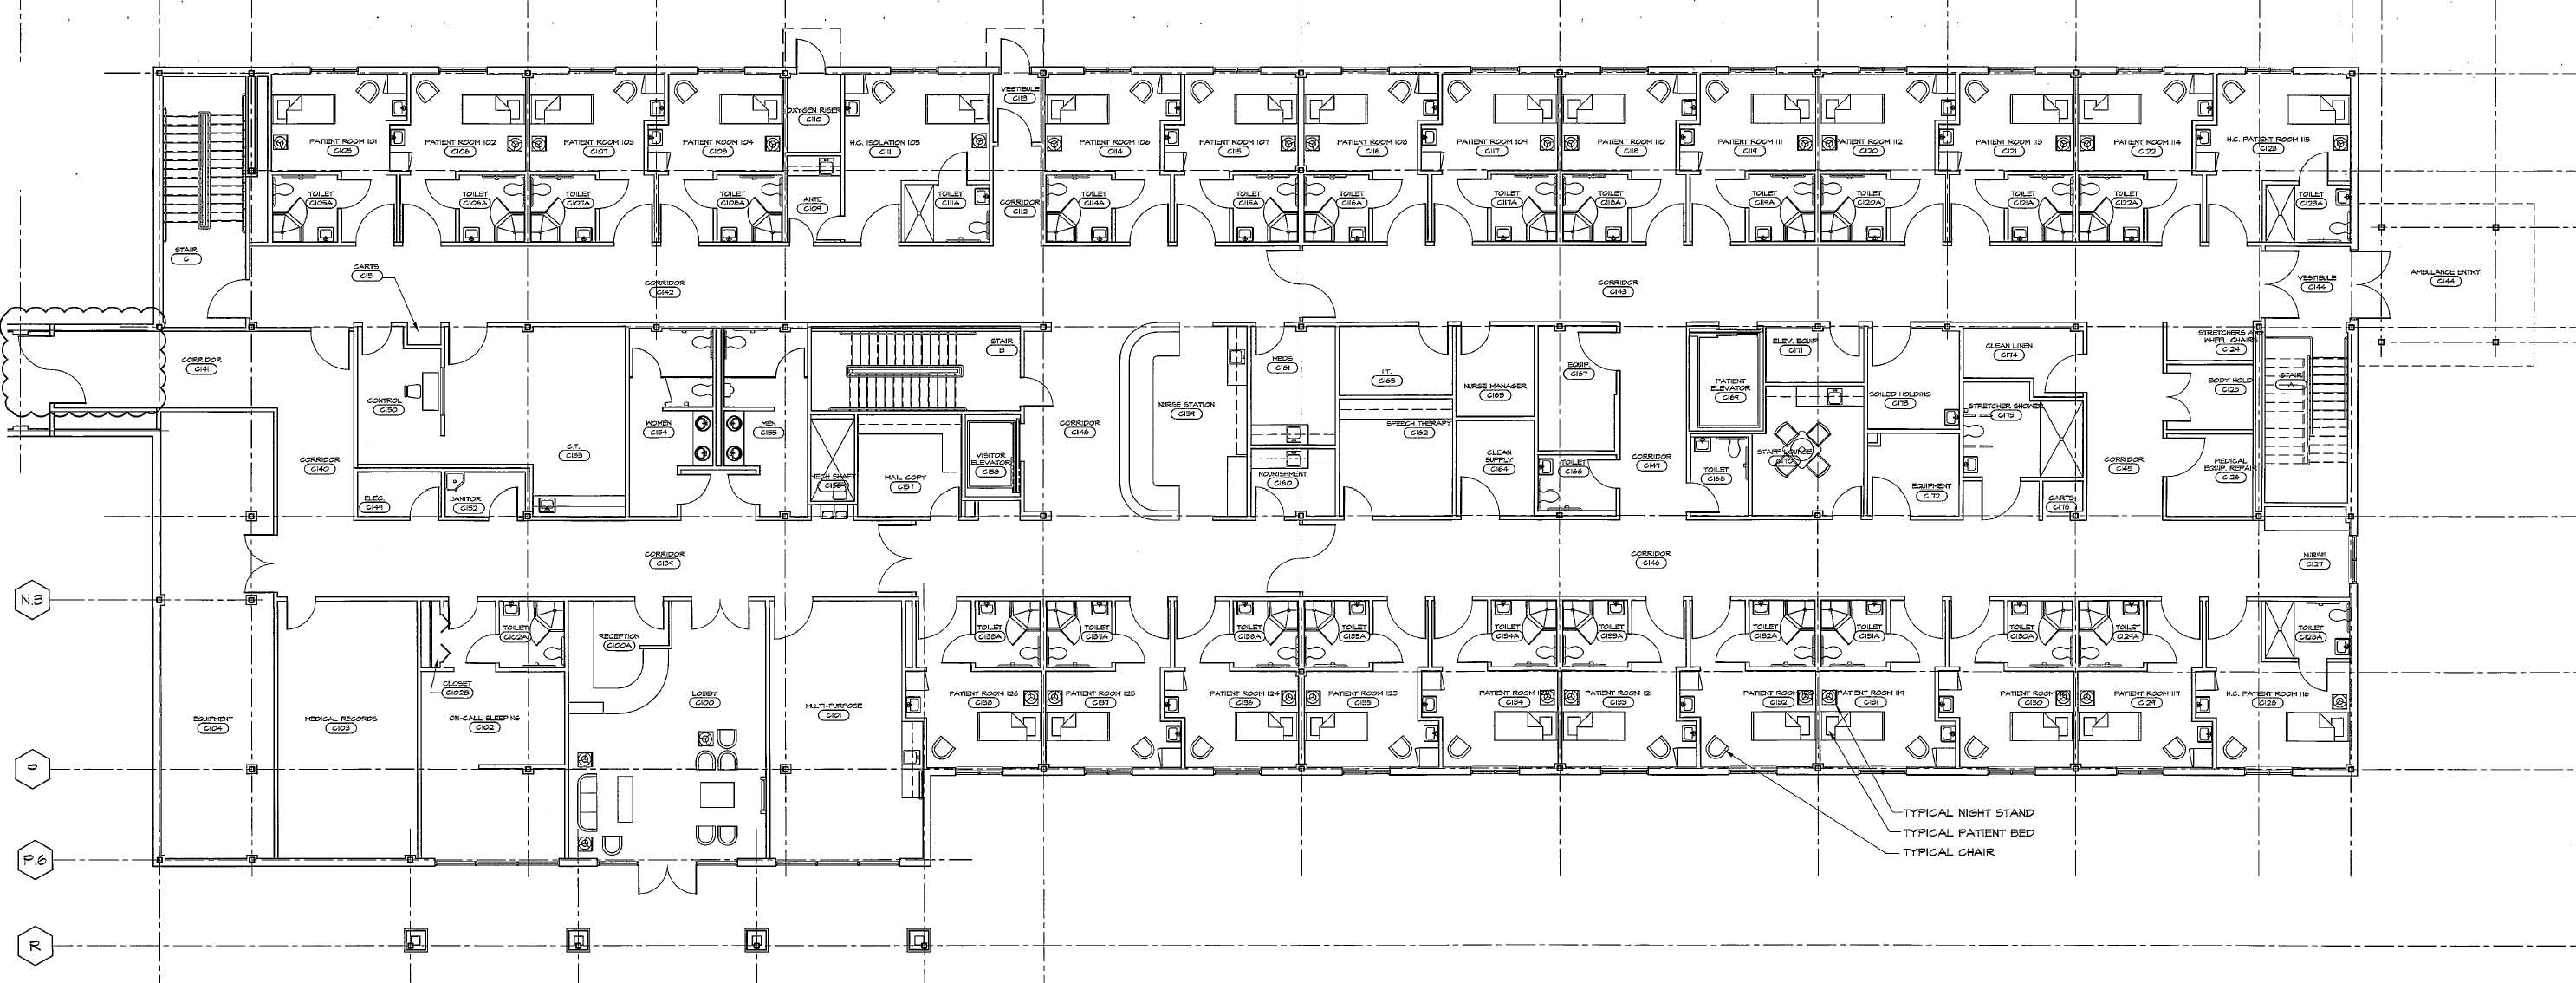 PATIENT ROOM 101
C105
PATIENT ROOM 102
C106
PATIENT ROOM 103
C107
PATIENT ROOM 104
C108
OXYGEN RISER
C110
H.C. ISOLATION 105
C111
VESTIBULE
C113
PATIENT ROOM 106
C114
PATIENT ROOM 107
C115
PATIENT ROOM 108
C116
PATIENT ROOM 109
C117
PATIENT ROOM 110
C118
PATIENT ROOM 111
C119
PATIENT ROOM 112
C120
PATIENT ROOM 113
C121
PATIENT ROOM 114
C122
H.C. PATIENT ROOM 115
C123
TOILET
C105A
TOILET
C106A
TOILET
C107A
TOILET
C108A
ANTE
C109
TOILET
C111A
CORRIDOR
C112
TOILET
C114A
TOILET
C115A
TOILET
C116A
TOILET
C117A
TOILET
C118A
TOILET
C119A
TOILET
C120A
TOILET
C121A
TOILET
C122A
TOILET
C123A
STAIR
C
CARTS
C151
CORRIDOR
C142
CORRIDOR
C143
VESTIBULE
C144
AMBULANCE ENTRY
C144
CORRIDOR
C141
CONTROL
C150
CORRIDOR
C140
C.T.
C153
WOMEN
C154
MEN
C155
STAIR
B
MECH SHAFT
MAIL COPY
C157
VISITOR
ELEVATOR
C158
CORRIDOR
C148
NURSE STATION
C159
MEDS
C161
NOURISHMENT
C160
I.T.
C163
SPEECH THERAPY
C162
NURSE MANAGER
C165
CLEAN
SUPPLY
C164
EQUIP.
C167
TOILET
C166
CORRIDOR
C147
PATIENT
ELEVATOR
C169
TOILET
C168
ELEV. EQUIP
C171
STAFF LOUNGE
C170
SOILED HOLDING
C173
EQUIPMENT
C172
CLEAN LINEN
C174
STRETCHER SHOWER
C175
CARTS
C176
CORRIDOR
C145
STRETCHERS AND
WHEEL CHAIRS
C124
BODY HOLD
C125
MEDICAL
EQUIP. REPAIR
C126
STAIR
A
ELEC.
C149
JANITOR
C152
CORRIDOR
C139
CORRIDOR
C146
NURSE
C127
N.3
RECEPTION
C100A
TOILET
C102A
TOILET
C138A
TOILET
C137A
TOILET
C136A
TOILET
C135A
TOILET
C134A
TOILET
C133A
TOILET
C132A
TOILET
C131A
TOILET
C130A
TOILET
C129A
TOILET
C128A
CLOSET
C102B
EQUIPMENT
C104
MEDICAL RECORDS
C103
ON-CALL SLEEPING
C102
LOBBY
C100
MULTI-PURPOSE
C101
PATIENT ROOM 126
C138
PATIENT ROOM 125
C137
PATIENT ROOM 124
C136
PATIENT ROOM 123
C135
PATIENT ROOM
C134
PATIENT ROOM 121
C133
PATIENT ROOM
C132
PATIENT ROOM 119
C131
PATIENT ROOM
C130
PATIENT ROOM 117
C129
H.C. PATIENT ROOM 116
C128
P
TYPICAL NIGHT STAND
TYPICAL PATIENT BED
TYPICAL CHAIR
P.6
R